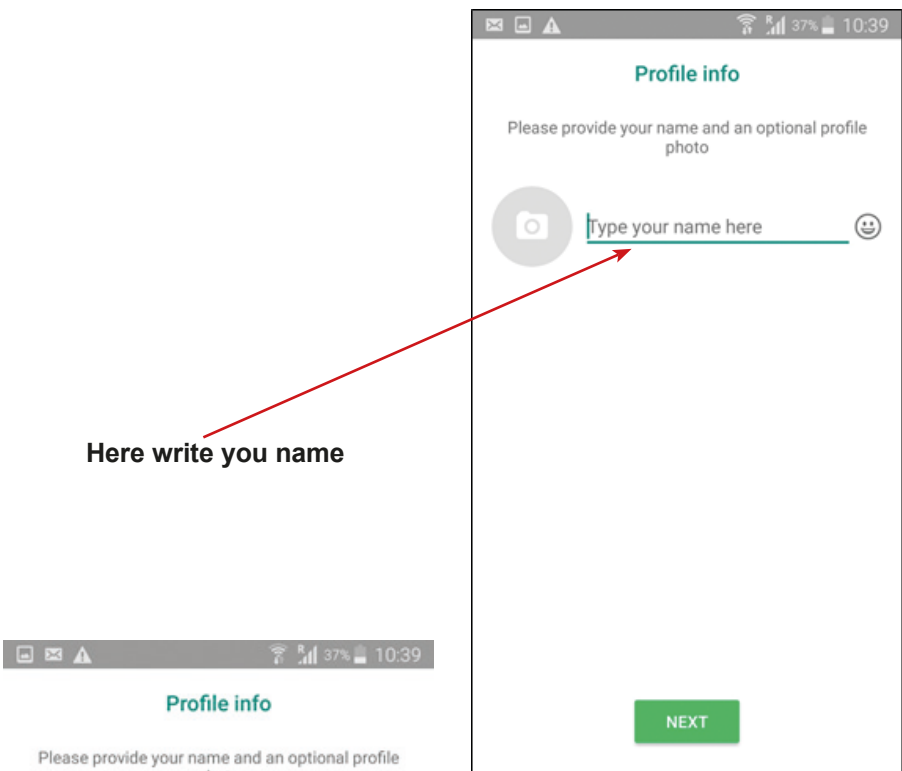 R 37% 10:39
Profile info
Please provide your name and an optional profile
photo
Type your name here
Here write you name
NEXT
R 37% 10:39
Profile info
Please provide your name and an optional profile